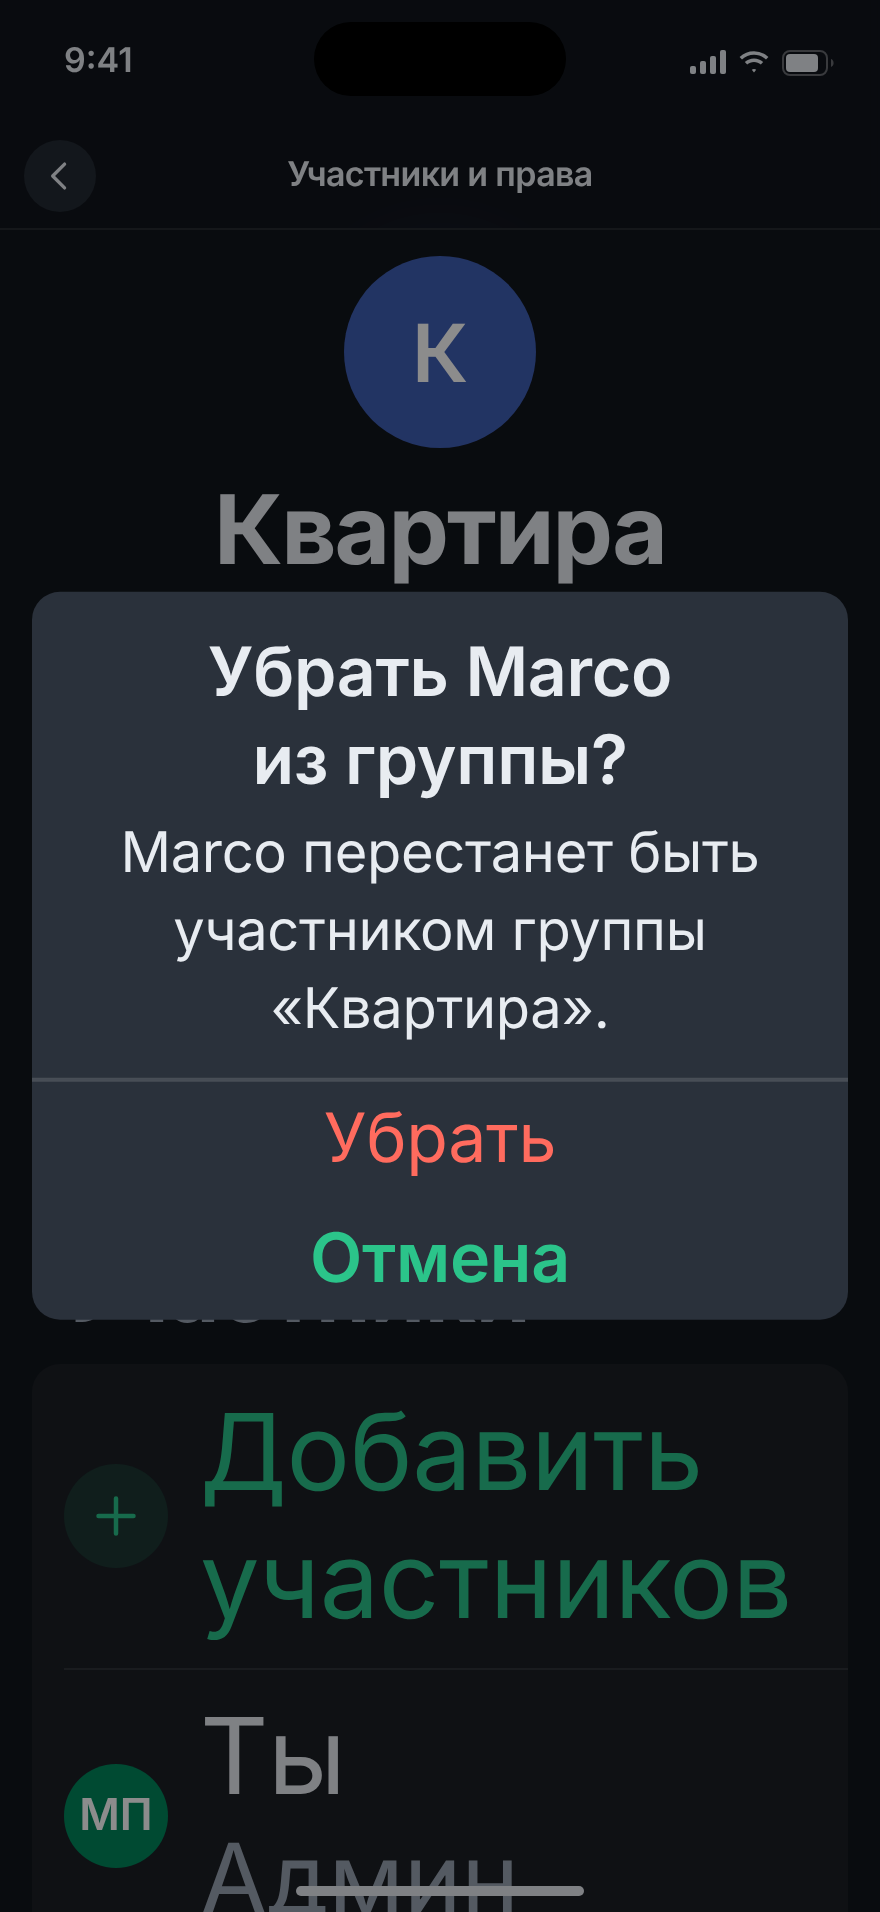 9:41
Участники и права
К
Квартира
Убрать Marco
из группы?
Marco перестанет быть
участником группы
«Квартира».
Убрать
Отмена
Добавить
участников
Ты
МП
Админ